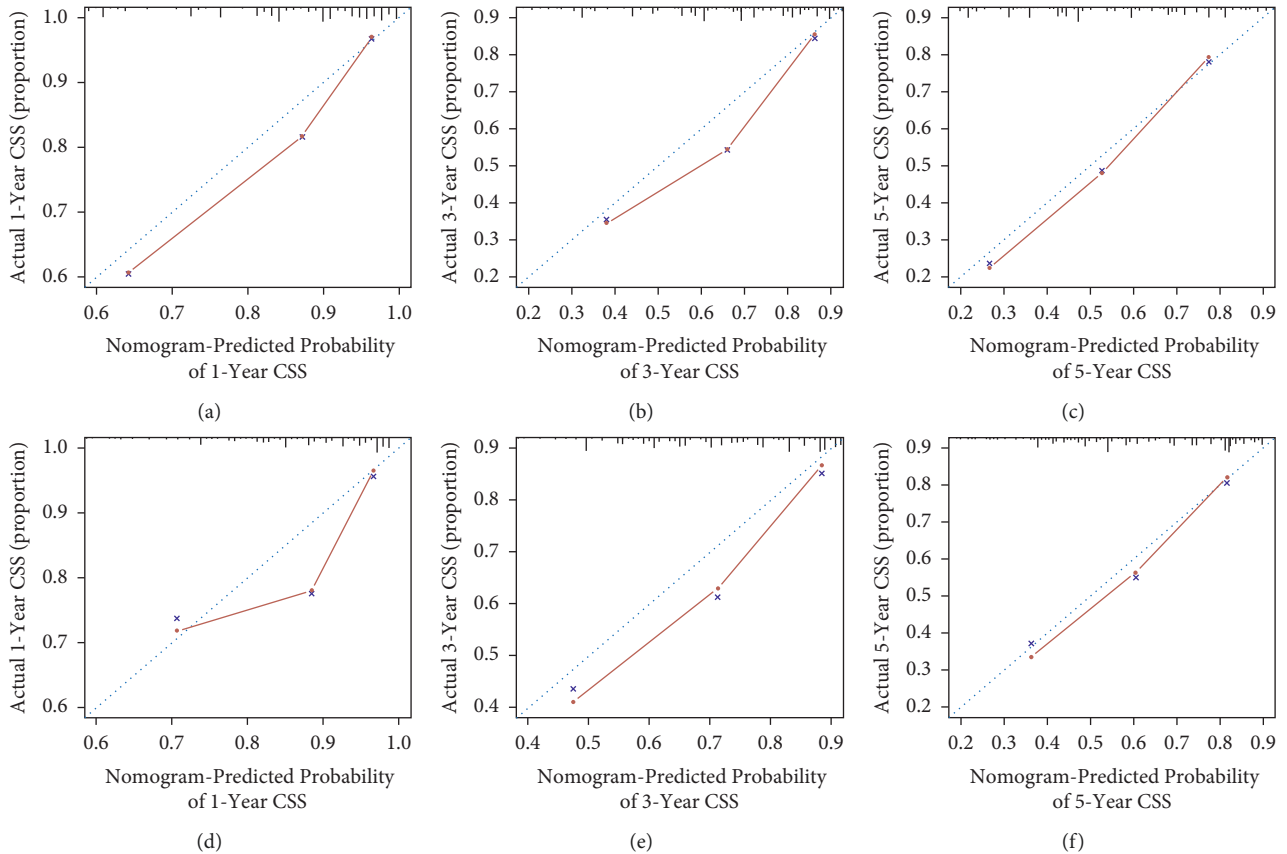 Actual 1-Year CSS (proportion)
1.0
0.9
0.8
0.7
0.6
0.6 0.7 0.8 0.9 1.0
Nomogram-Predicted Probability
of 1-Year CSS
(a)
Actual 3-Year CSS (proportion)
0.9
0.8
0.7
0.6
0.5
0.4
0.3
0.2
0.2 0.3 0.4 0.5 0.6 0.7 0.8 0.9
Nomogram-Predicted Probability
of 3-Year CSS
(b)
Actual 5-Year CSS (proportion)
0.9
0.8
0.7
0.6
0.5
0.4
0.3
0.2
0.2 0.3 0.4 0.5 0.6 0.7 0.8 0.9
Nomogram-Predicted Probability
of 5-Year CSS
(c)
Actual 1-Year CSS (proportion)
1.0
0.9
0.8
0.7
0.6
0.6 0.7 0.8 0.9 1.0
Nomogram-Predicted Probability
of 1-Year CSS
(d)
Actual 3-Year CSS (proportion)
0.9
0.8
0.7
0.6
0.5
0.4
0.4 0.5 0.6 0.7 0.8 0.9
Nomogram-Predicted Probability
of 3-Year CSS
(e)
Actual 5-Year CSS (proportion)
0.9
0.8
0.7
0.6
0.5
0.4
0.3
0.2
0.2 0.3 0.4 0.5 0.6 0.7 0.8 0.9
Nomogram-Predicted Probability
of 5-Year CSS
(f)